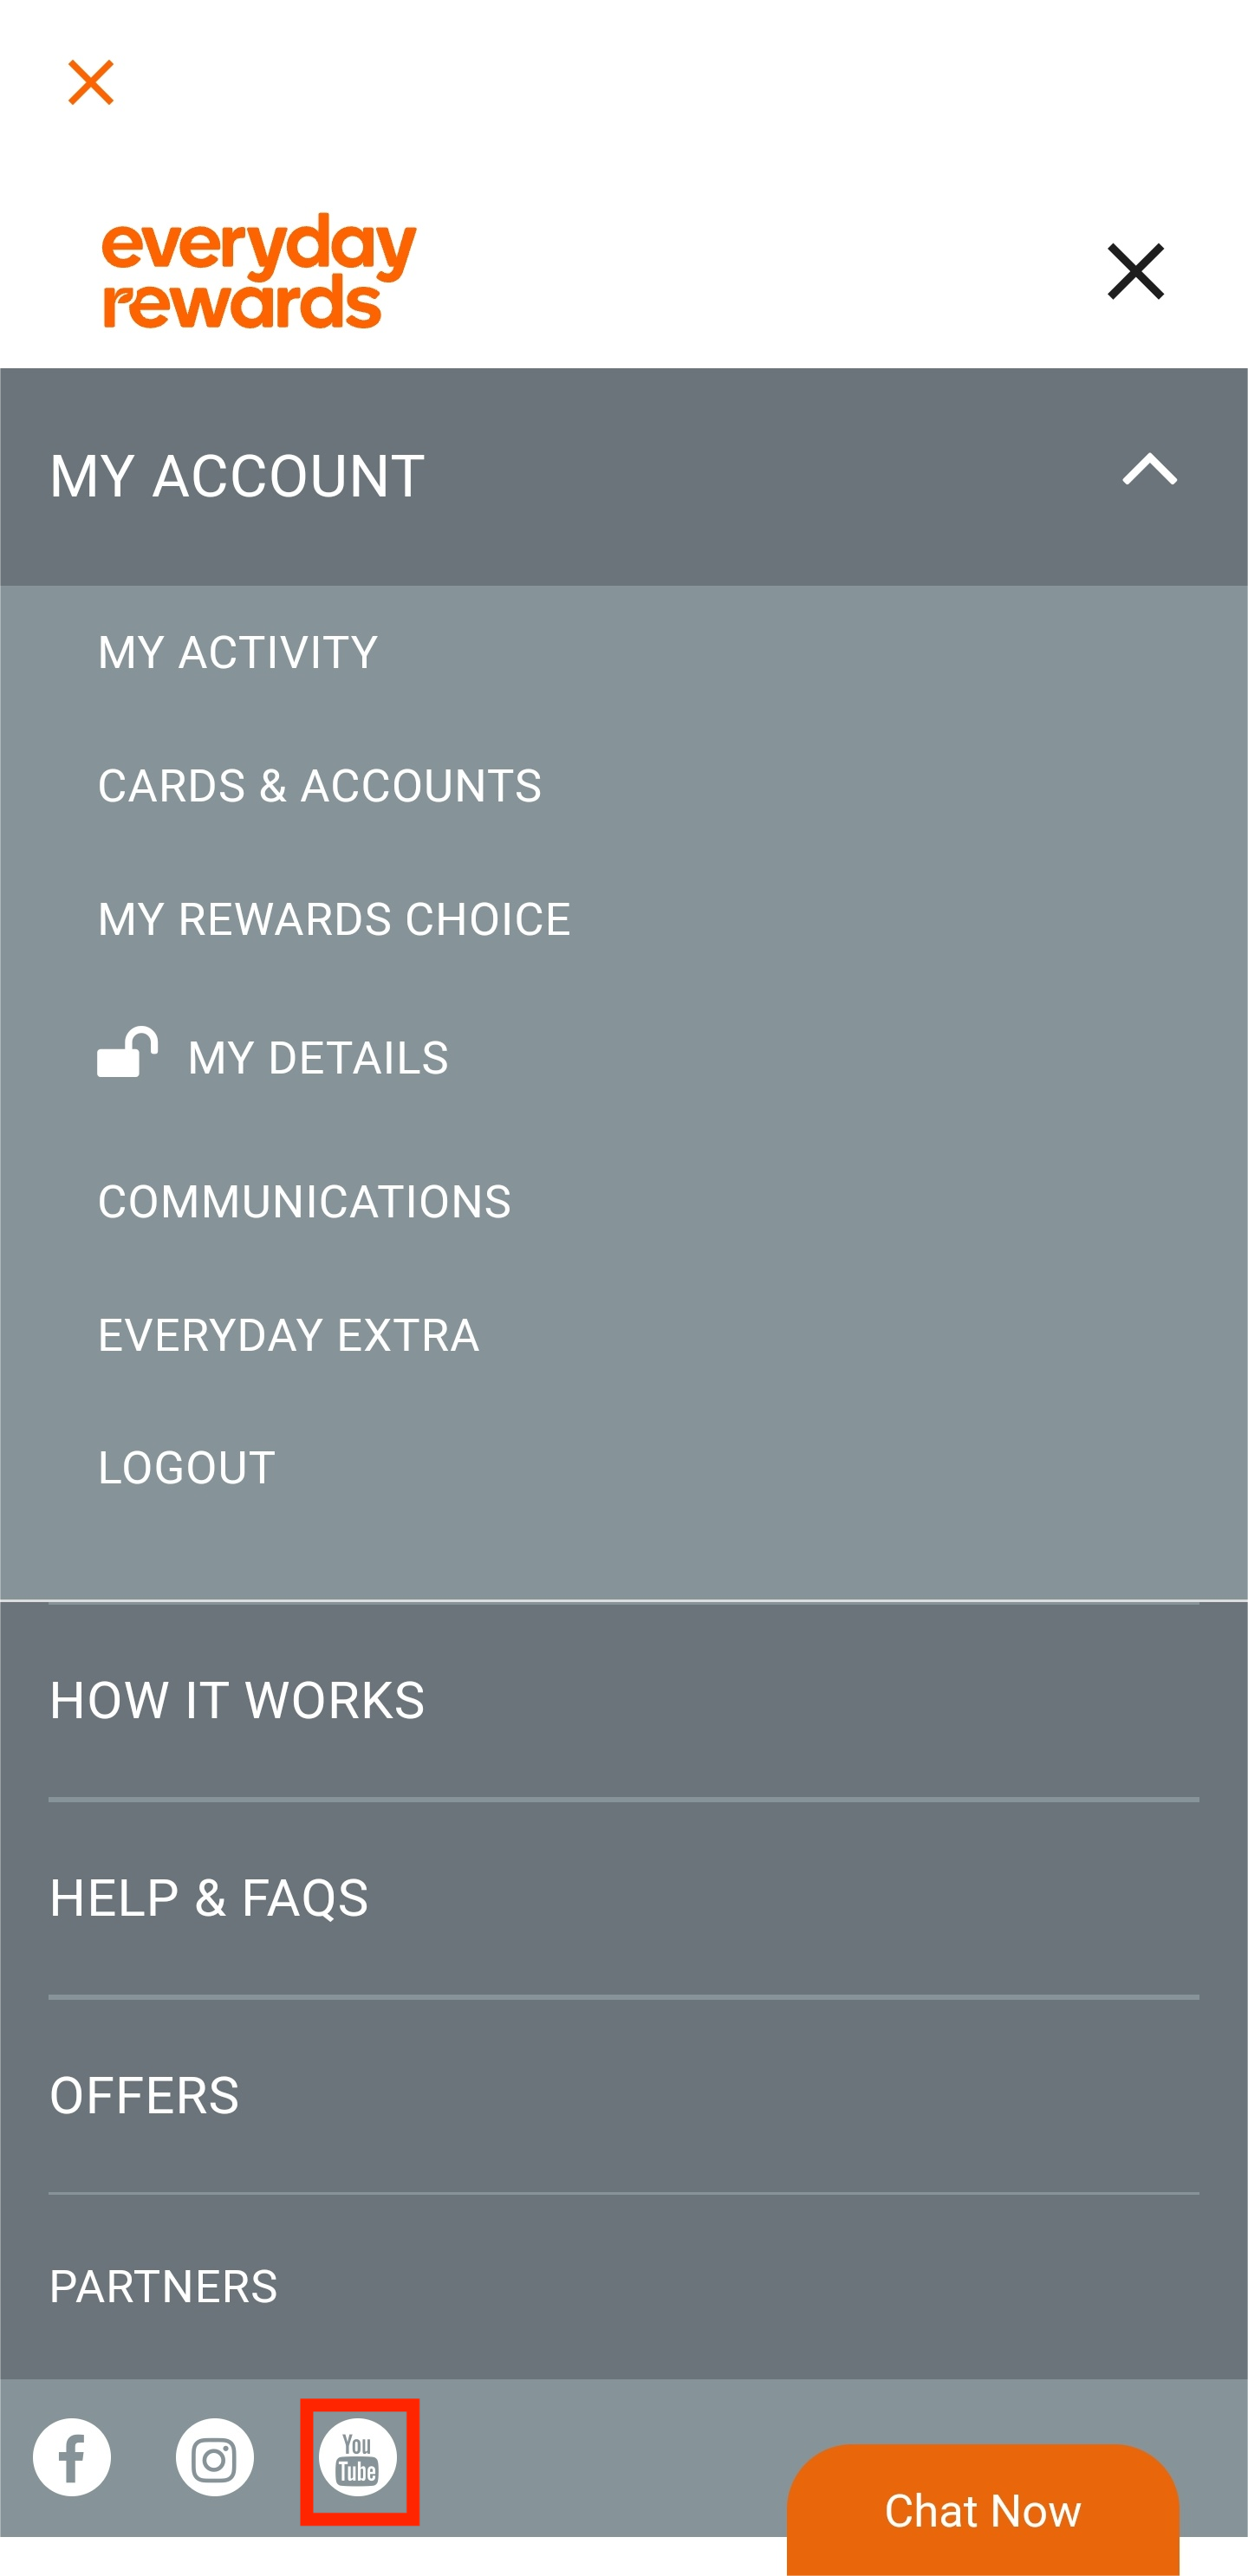 everyday
rewards
MY ACCOUNT
MY ACTIVITY
CARDS & ACCOUNTS
MY REWARDS CHOICE
MY DETAILS
COMMUNICATIONS
EVERYDAY EXTRA
LOGOUT
HOW IT WORKS
HELP & FAQS
OFFERS
PARTNERS
You
Tube
Chat Now